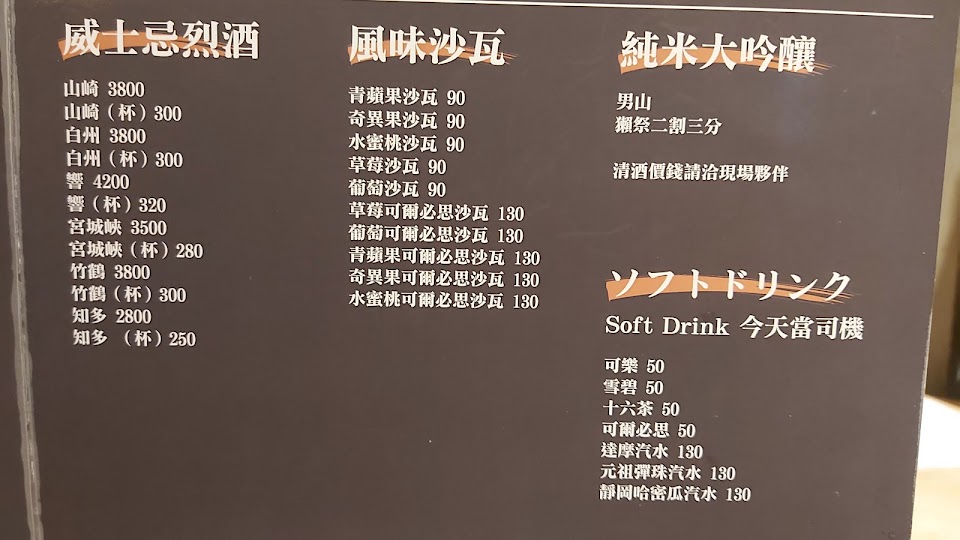 威士忌烈酒
山崎 3800
山崎（杯）300
白州 3800
白州（杯）300
響 4200
響（杯）320
宮城峽 3500
宮城峽（杯）280
竹鶴 3800
竹鶴（杯）300
知多 2800
知多 （杯）250
風味沙瓦
青蘋果沙瓦 90
奇異果沙瓦 90
水蜜桃沙瓦 90
草莓沙瓦 90
葡萄沙瓦 90
草莓可爾必思沙瓦 130
葡萄可爾必思沙瓦 130
青蘋果可爾必思沙瓦 130
奇異果可爾必思沙瓦 130
水蜜桃可爾必思沙瓦 130
純米大吟釀
男山
獺祭二割三分
清酒價錢請洽現場夥伴
ソフトドリンク
Soft Drink 今天當司機
可樂 50
雪碧 50
十六茶 50
可爾必思 50
達摩汽水 130
元祖彈珠汽水 130
靜岡哈密瓜汽水 130